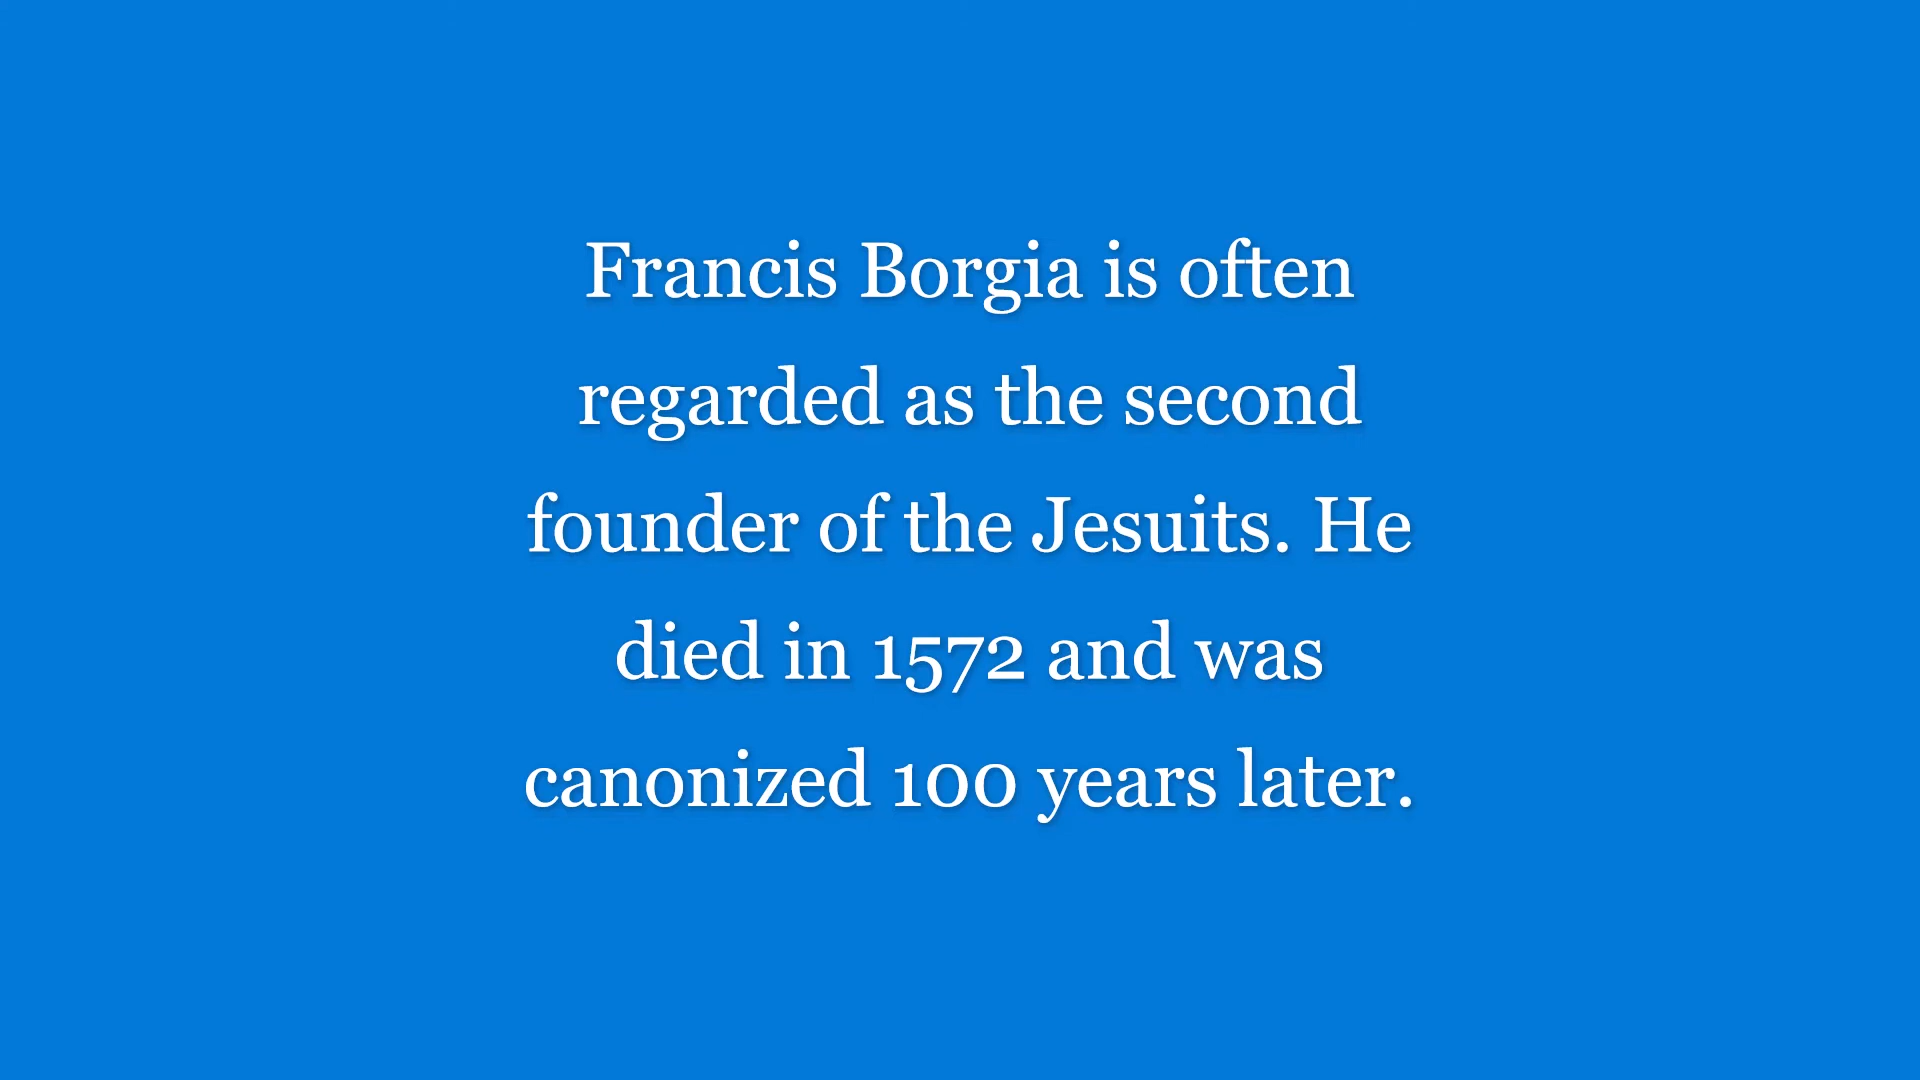 Francis Borgia is often
regarded as the second
founder of the Jesuits. He
died in 1572 and was
canonized 100 years later.